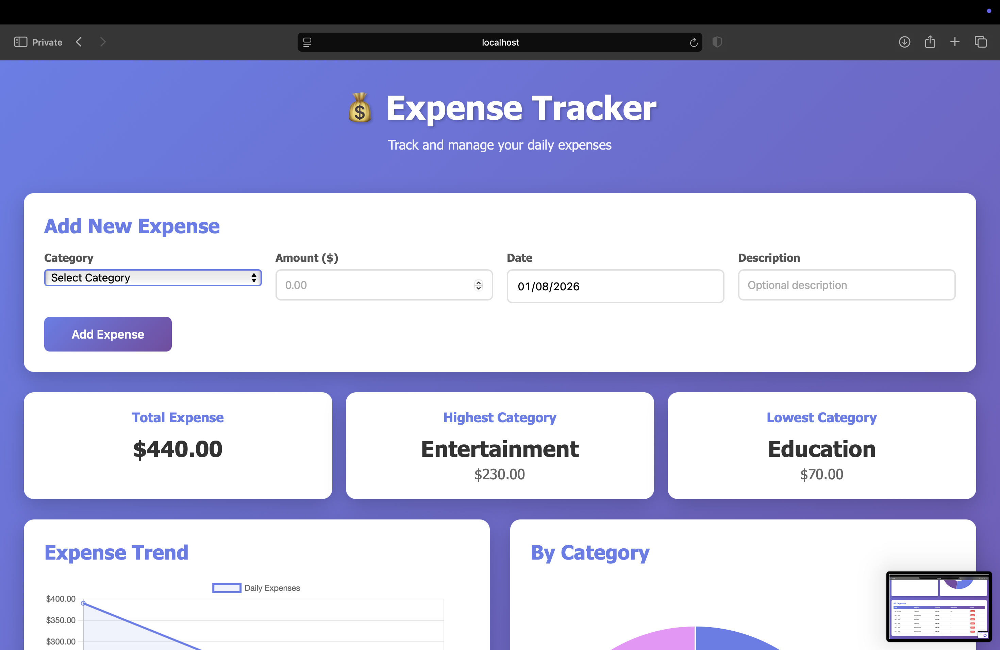 Private
localhost
Expense Tracker
Track and manage your daily expenses
Add New Expense
Category
Amount ($)
Date
Description
Select Category
0.00
01/08/2026
Optional description
Add Expense
Total Expense
$440.00
Highest Category
Entertainment
$230.00
Lowest Category
Education
$70.00
Expense Trend
Daily Expenses
$400.00
$350.00
$300.00
By Category
All Expenses